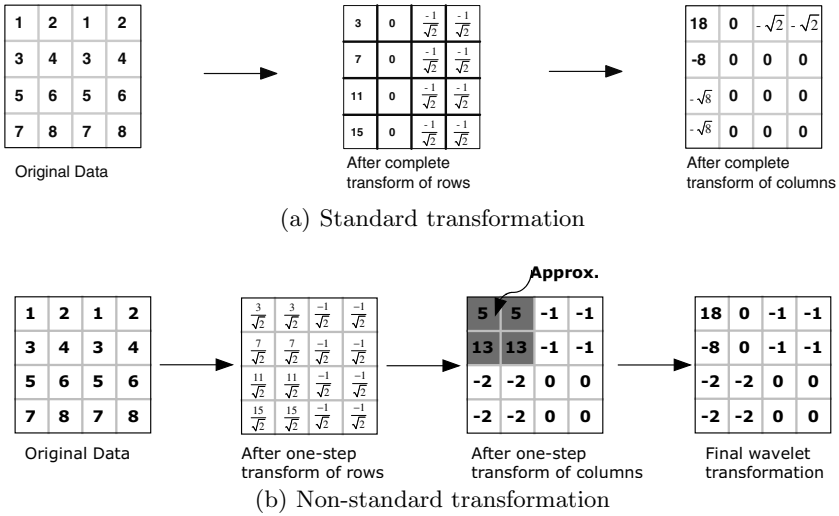 1 2 1 2
3 4 3 4
5 6 5 6
7 8 7 8
Original Data
3 0 -1/√2 -1/√2
7 0 -1/√2 -1/√2
11 0 -1/√2 -1/√2
15 0 -1/√2 -1/√2
After complete
transform of rows
18 0 -√2 -√2
-8 0 0 0
-√8 0 0 0
-√8 0 0 0
After complete
transform of columns
(a) Standard transformation
1 2 1 2
3 4 3 4
5 6 5 6
7 8 7 8
Original Data
3/√2 3/√2 -1/√2 -1/√2
7/√2 7/√2 -1/√2 -1/√2
11/√2 11/√2 -1/√2 -1/√2
15/√2 15/√2 -1/√2 -1/√2
After one-step
transform of rows
Approx.
5 5 -1 -1
13 13 -1 -1
-2 -2 0 0
-2 -2 0 0
After one-step
transform of columns
18 0 -1 -1
-8 0 -1 -1
-2 -2 0 0
-2 -2 0 0
Final wavelet
transformation
(b) Non-standard transformation